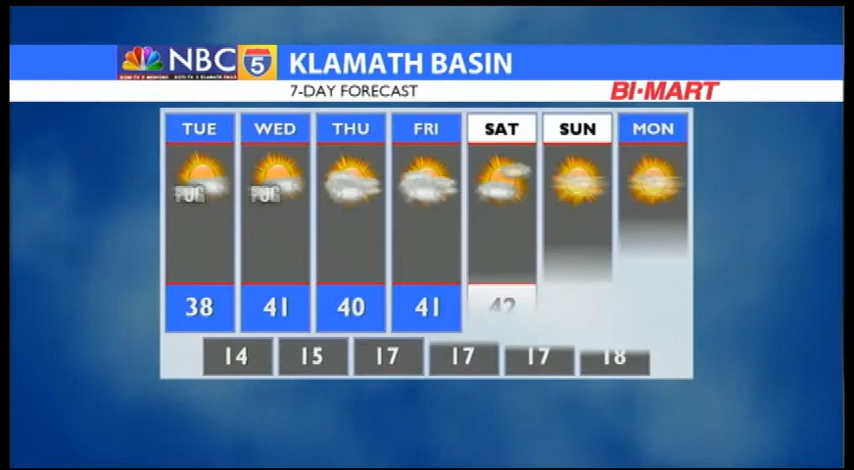 NBC 5 KLAMATH BASIN
7-DAY FORECAST BI-MART
TUE WED THU FRI SAT SUN MON
FOG FOG
38 41 40 41 42
14 15 17 17 17 18